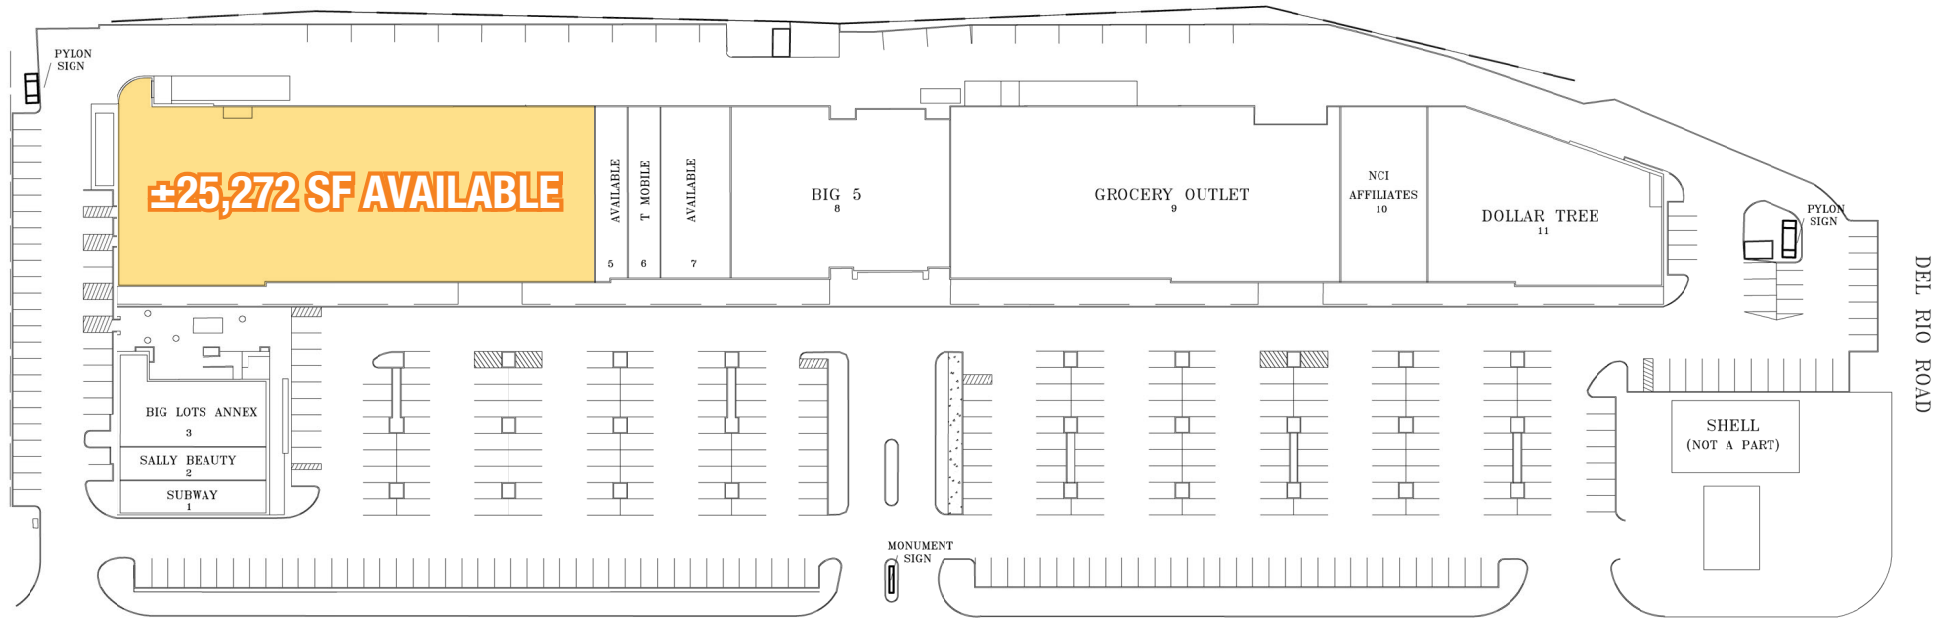 PYLON
SIGN
±25,272 SF AVAILABLE
AVAILABLE
5
T MOBILE
6
AVAILABLE
7
BIG 5
8
GROCERY OUTLET
9
NCI
AFFILIATES
10
DOLLAR TREE
11
PYLON
SIGN
DEL RIO ROAD
BIG LOTS ANNEX
3
SALLY BEAUTY
2
SUBWAY
1
SHELL
(NOT A PART)
MONUMENT
SIGN